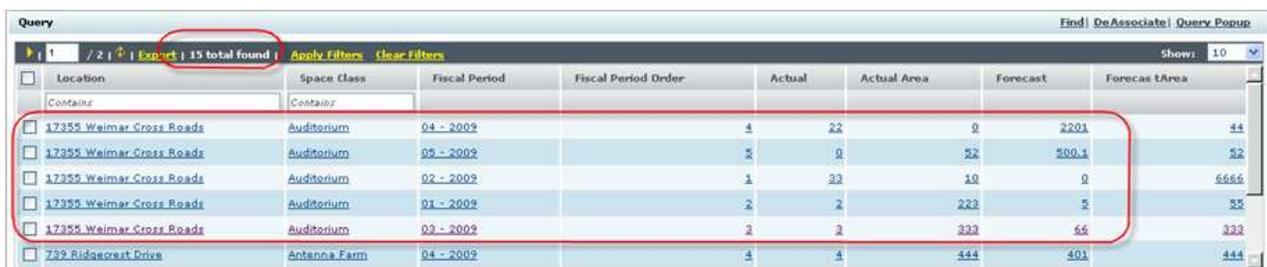 Query Find| DeAssociate| Query Popup
1 / 2 | Export | 15 total found | Apply Filters Clear Filters Show: 10
Location Space Class Fiscal Period Fiscal Period Order Actual Actual Area Forecast Forecas tArea
Contains Contains
17355 Weimar Cross Roads Auditorium 04 - 2009 4 22 0 2201 44
17355 Weimar Cross Roads Auditorium 05 - 2009 5 0 52 500.1 52
17355 Weimar Cross Roads Auditorium 02 - 2009 1 33 10 0 6666
17355 Weimar Cross Roads Auditorium 01 - 2009 2 2 223 5 55
17355 Weimar Cross Roads Auditorium 03 - 2009 3 3 333 66 333
739 Ridgecrest Drive Antenna Farm 04 - 2009 4 4 444 401 444